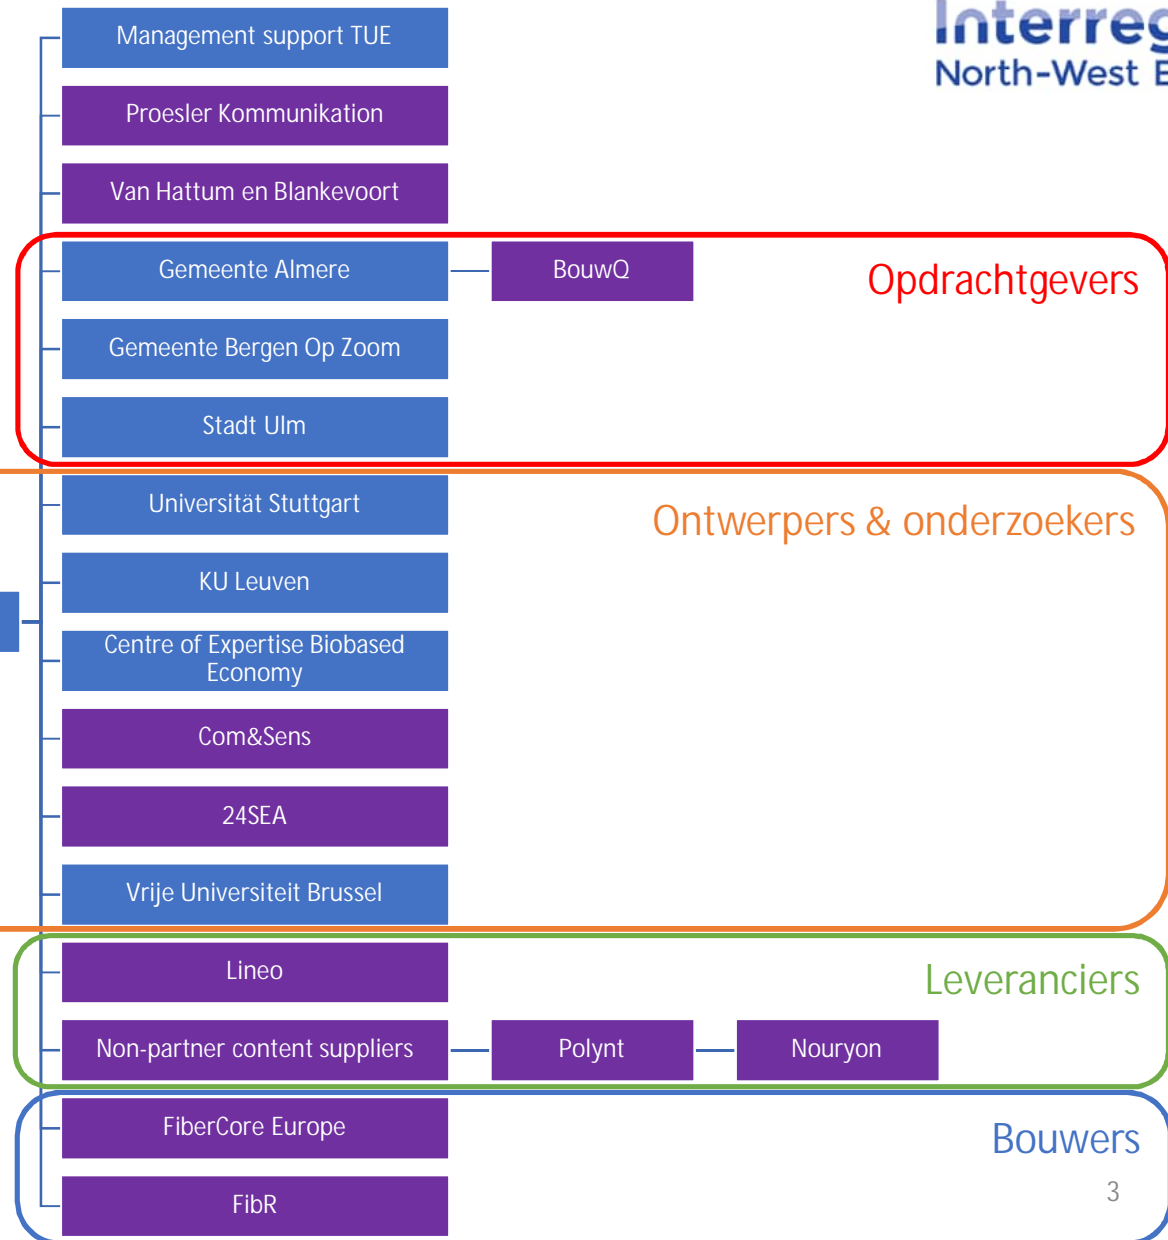 Interreg
North-West E
Management support TUE
Proesler Kommunikation
Van Hattum en Blankevoort
Gemeente Almere
BouwQ
Opdrachtgevers
Gemeente Bergen Op Zoom
Stadt Ulm
Universität Stuttgart
Ontwerpers & onderzoekers
KU Leuven
Centre of Expertise Biobased
Economy
Com&Sens
24SEA
Vrije Universiteit Brussel
Lineo
Leveranciers
Non-partner content suppliers
Polynt
Nouryon
FiberCore Europe
Bouwers
3
FibR